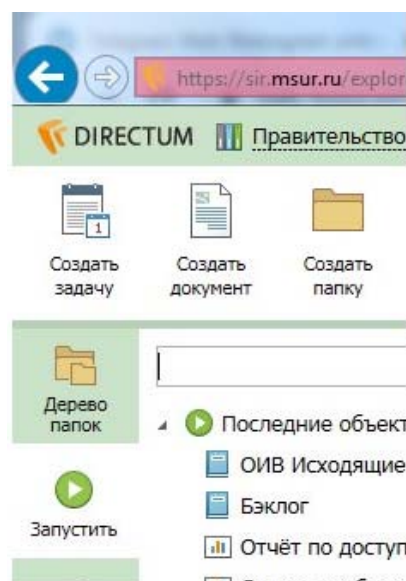 https://sir.msur.ru/explor
DIRECTUM Правительство
Создать задачу
Создать документ
Создать папку
Дерево папок
Последние объект
ОИВ Исходящие
Запустить
Бэклог
Отчёт по доступ